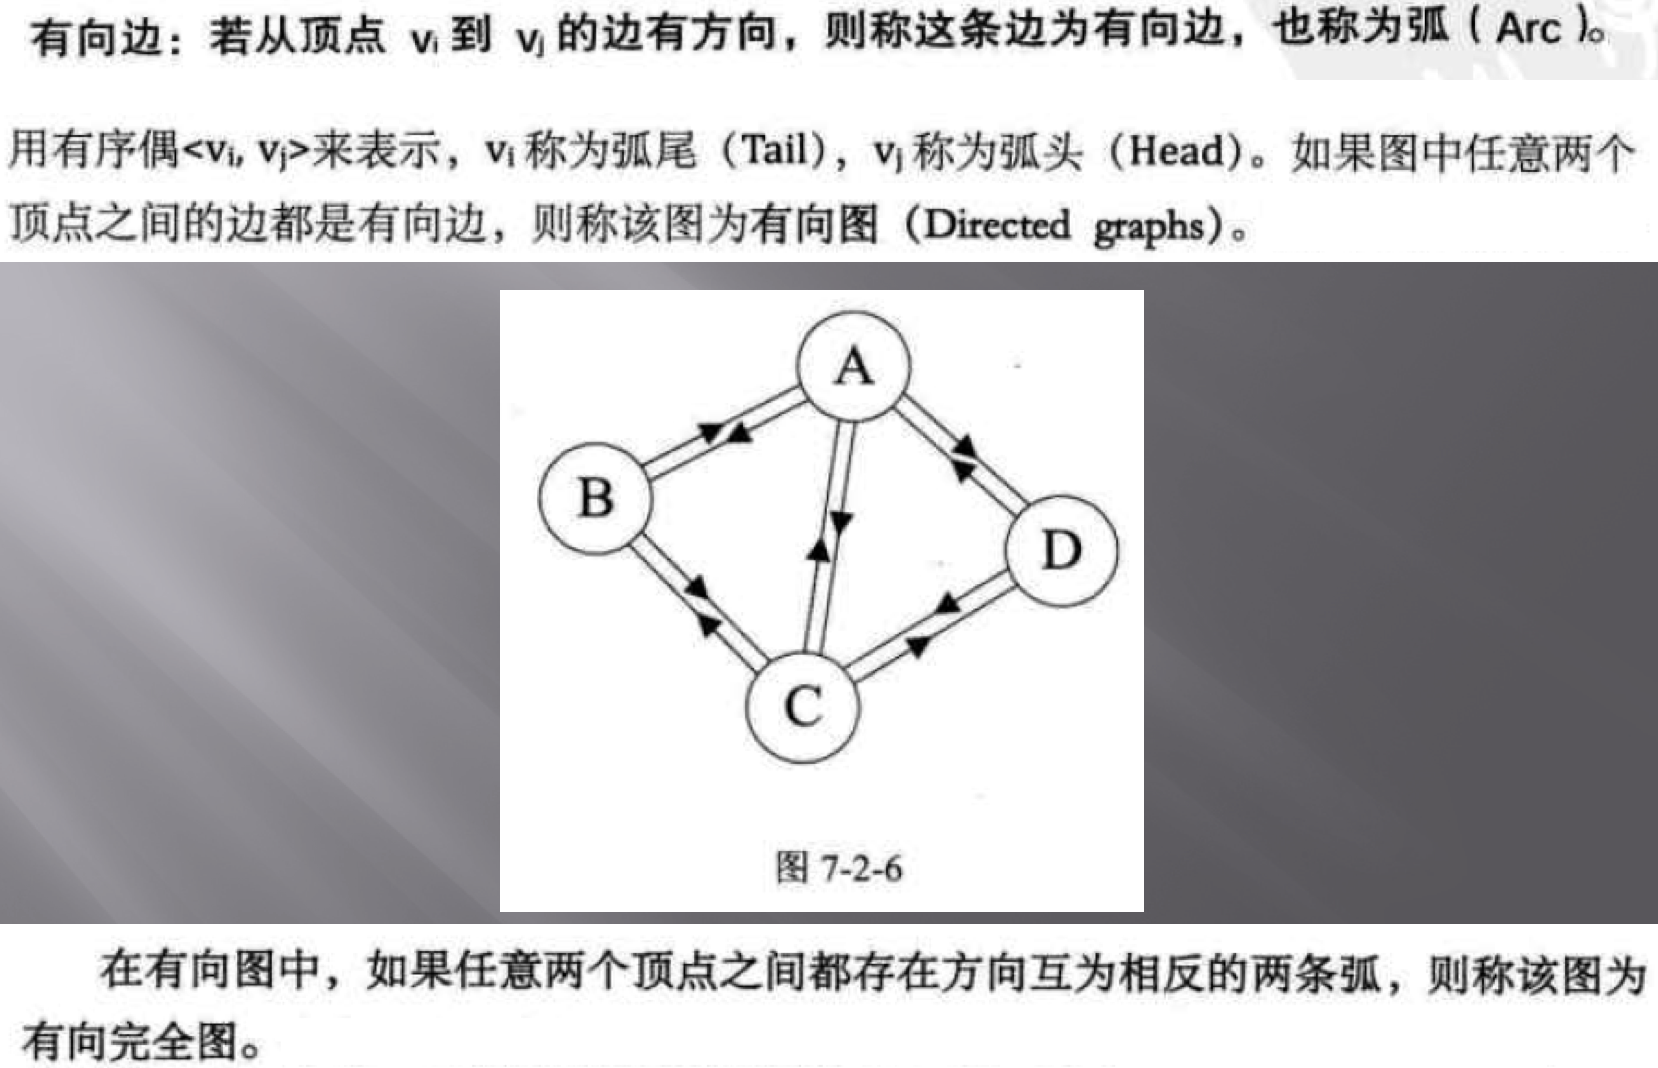 有向边：若从顶点 vi 到 vj 的边有方向，则称这条边为有向边，也称为弧（Arc）。
用有序偶<vi, vj>来表示，vi 称为弧尾（Tail），vj 称为弧头（Head）。如果图中任意两个
顶点之间的边都是有向边，则称该图为有向图（Directed graphs）。
A
B
D
C
图 7-2-6
在有向图中，如果任意两个顶点之间都存在方向互为相反的两条弧，则称该图为
有向完全图。